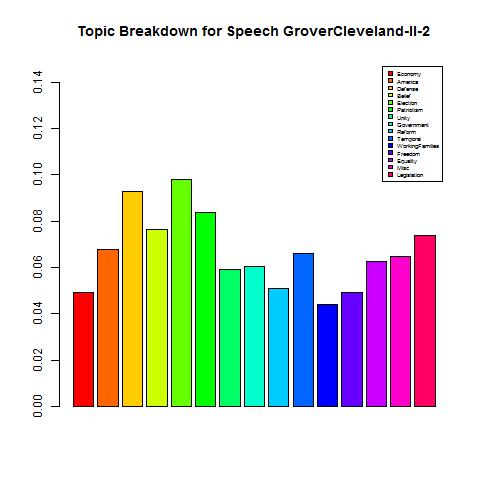 Topic Breakdown for Speech GroverCleveland-II-2
0.14
0.12
0.10
0.08
0.06
0.04
0.02
0.00
Economy
America
Defense
Belief
Election
Patriotism
Unity
Government
Reform
Temporal
WorkingFamilies
Freedom
Equality
Misc
Legislation